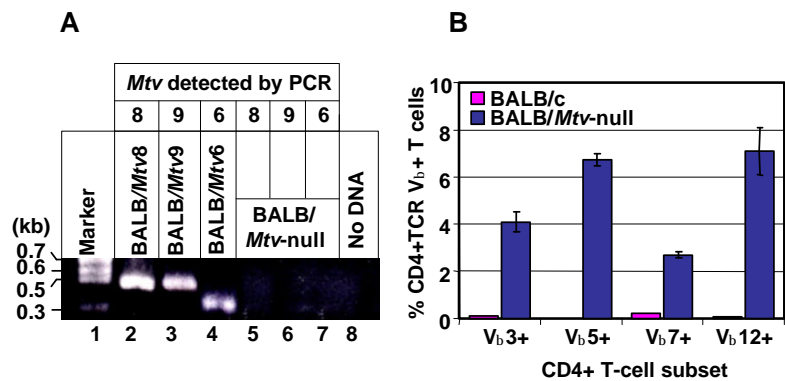 A
Mtv detected by PCR
8 9 6 8 9 6
Marker
BALB/Mtv8
BALB/Mtv9
BALB/Mtv6
BALB/
Mtv-null
No DNA
(kb)
0.7
0.6
0.5
0.3
1 2 3 4 5 6 7 8
B
% CD4+TCR Vb+ T cells
10
8
6
4
2
0
BALB/c
BALB/Mtv-null
Vb3+ Vb5+ Vb7+ Vb12+
CD4+ T-cell subset